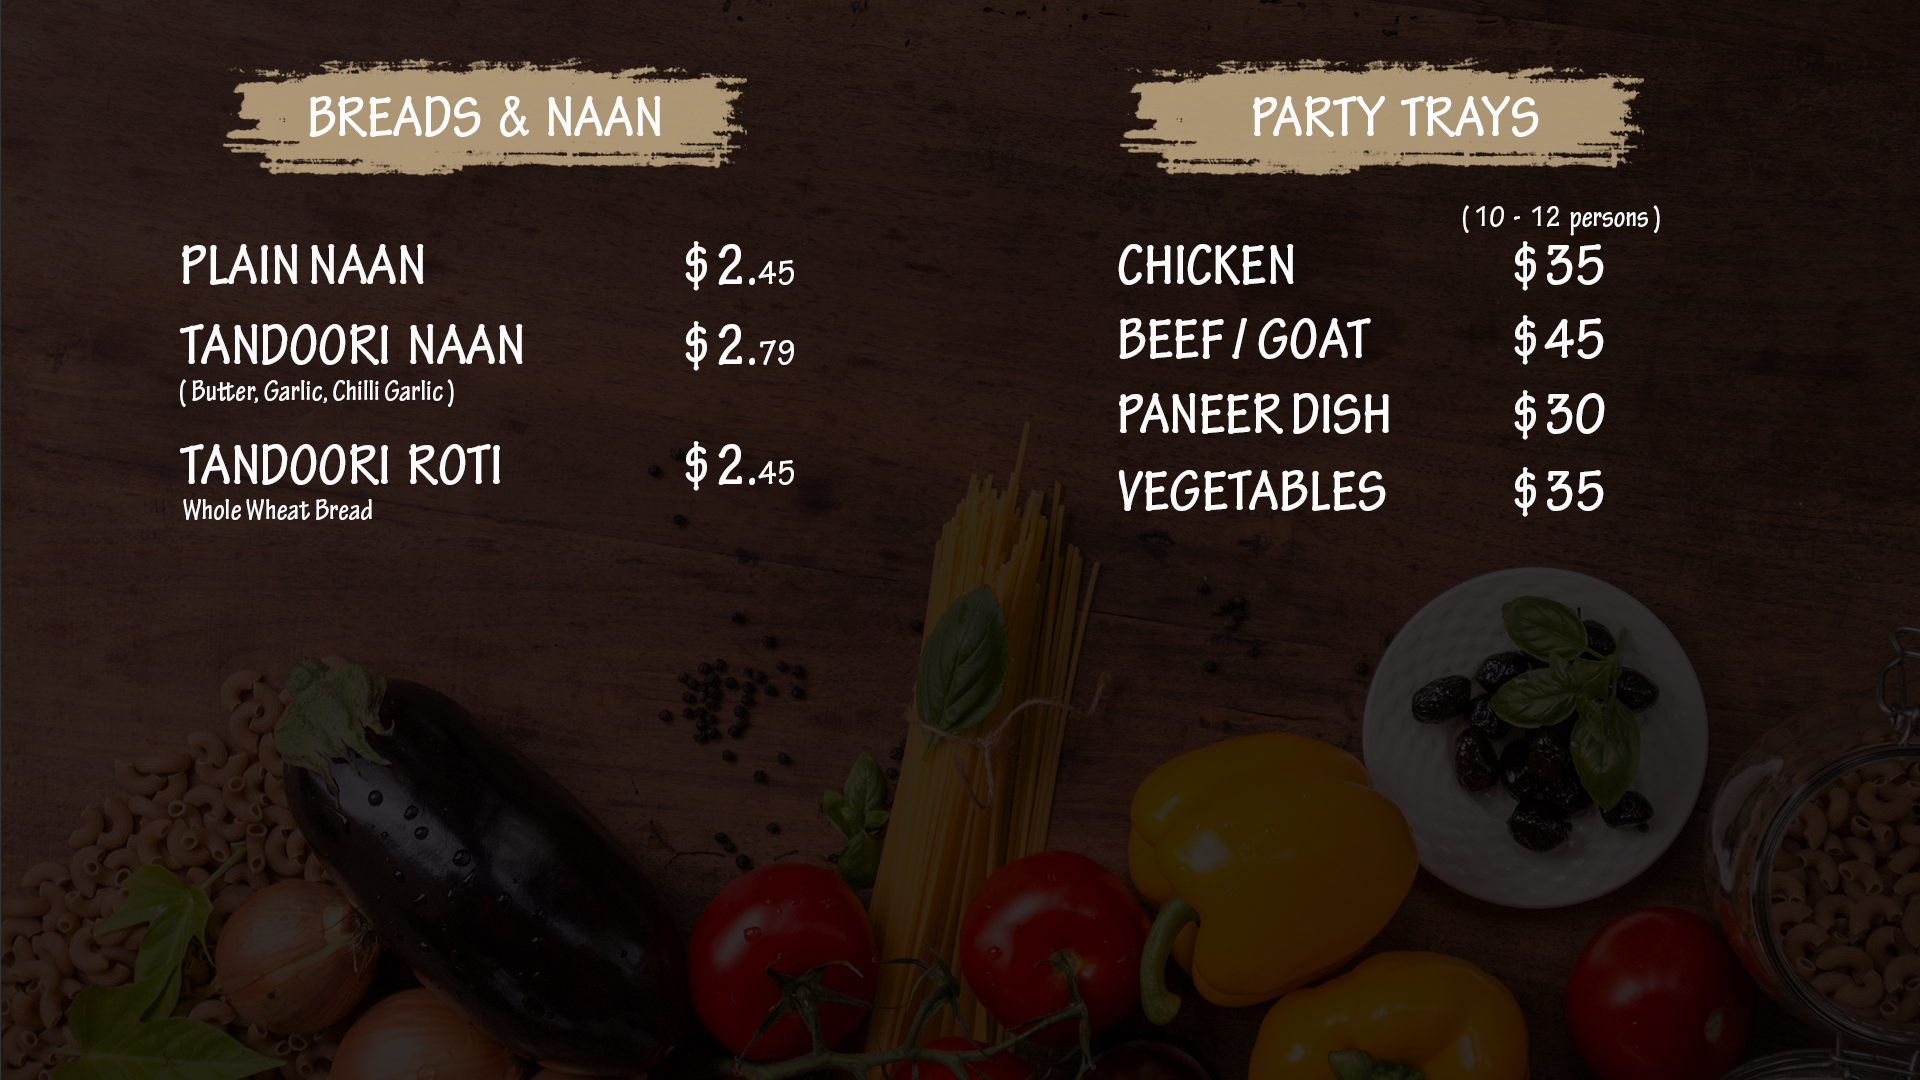 BREADS & NAAN
PLAIN NAAN $2.45
TANDOORI NAAN $2.79
( Butter, Garlic, Chilli Garlic )
TANDOORI ROTI $2.45
Whole Wheat Bread
PARTY TRAYS
( 10 - 12 persons )
CHICKEN $35
BEEF / GOAT $45
PANEER DISH $30
VEGETABLES $35